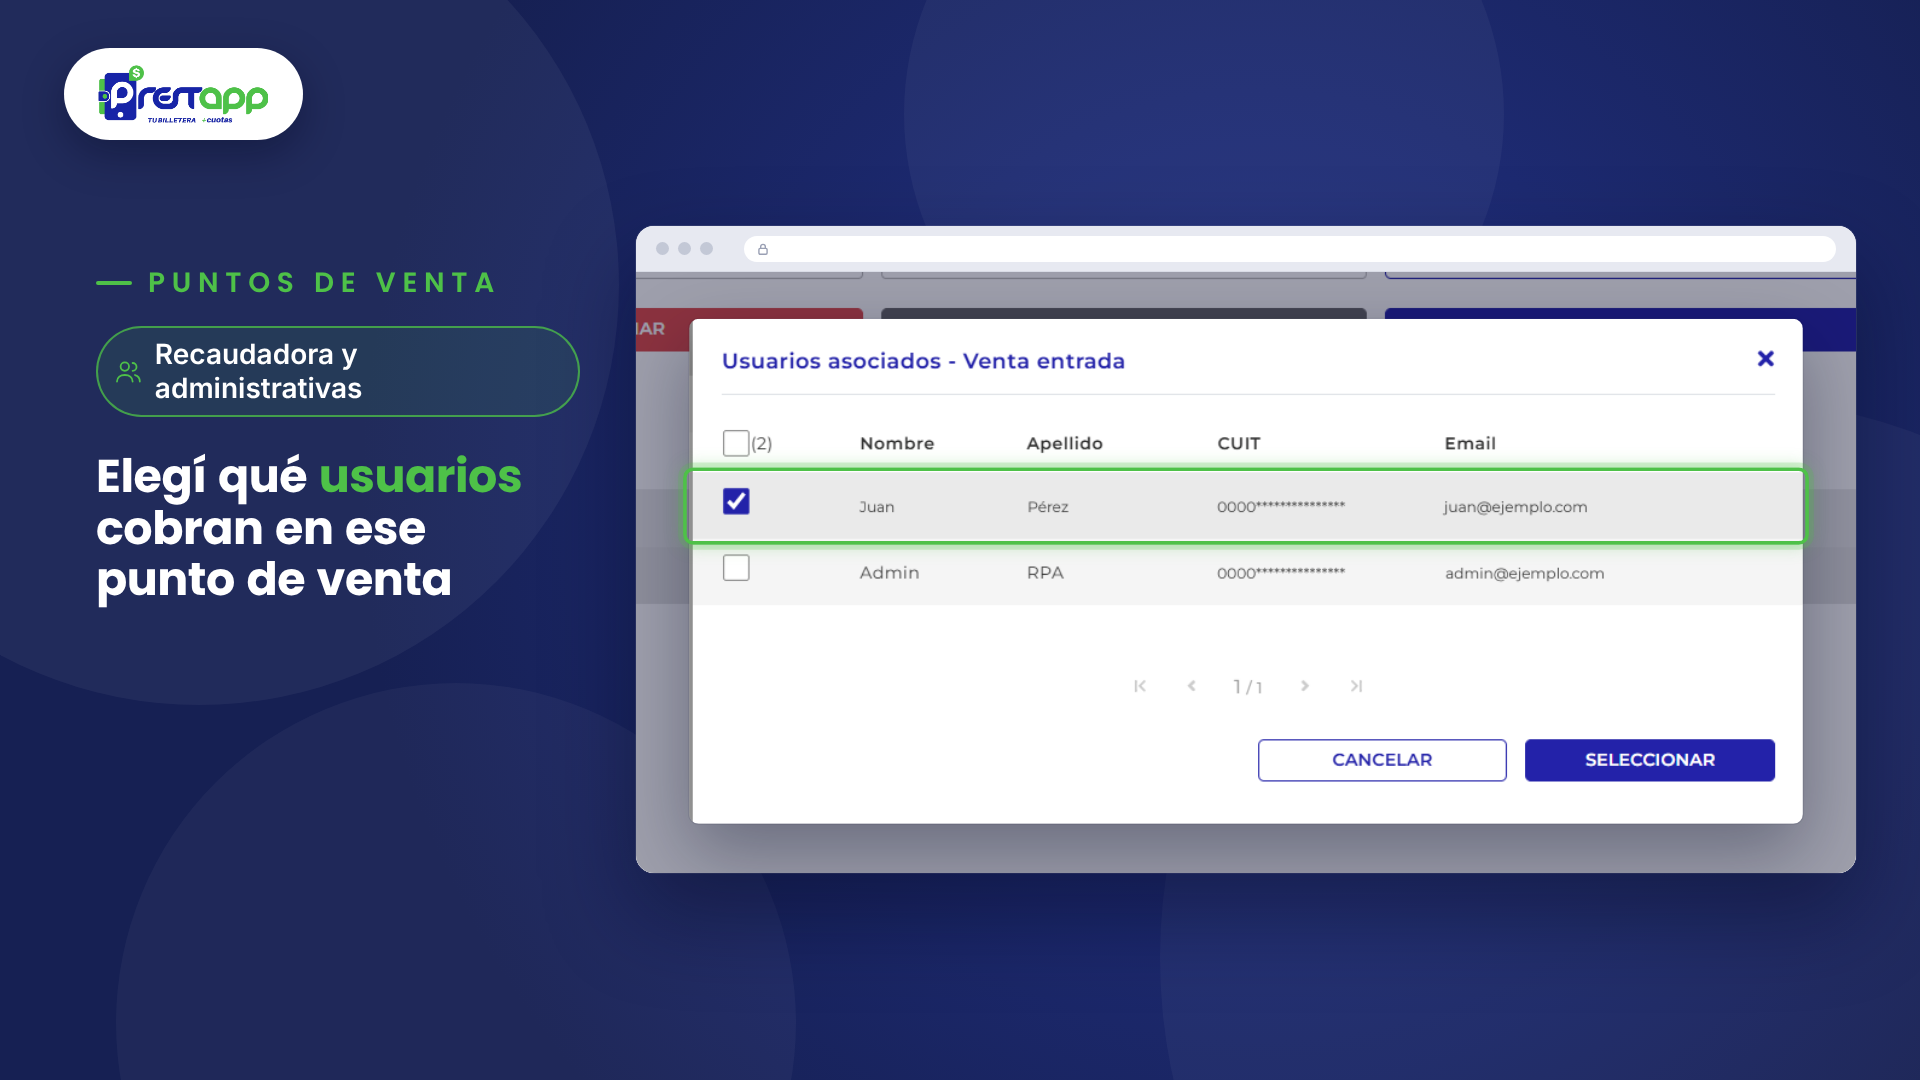 Prestapp
TU BILLETERA +cuotas
PUNTOS DE VENTA
Recaudadora y
administrativas
Elegí qué usuarios
cobran en ese
punto de venta
Usuarios asociados - Venta entrada
(2) Nombre Apellido CUIT Email
Juan Pérez 0000*************** juan@ejemplo.com
Admin RPA 0000*************** admin@ejemplo.com
1 / 1
CANCELAR SELECCIONAR